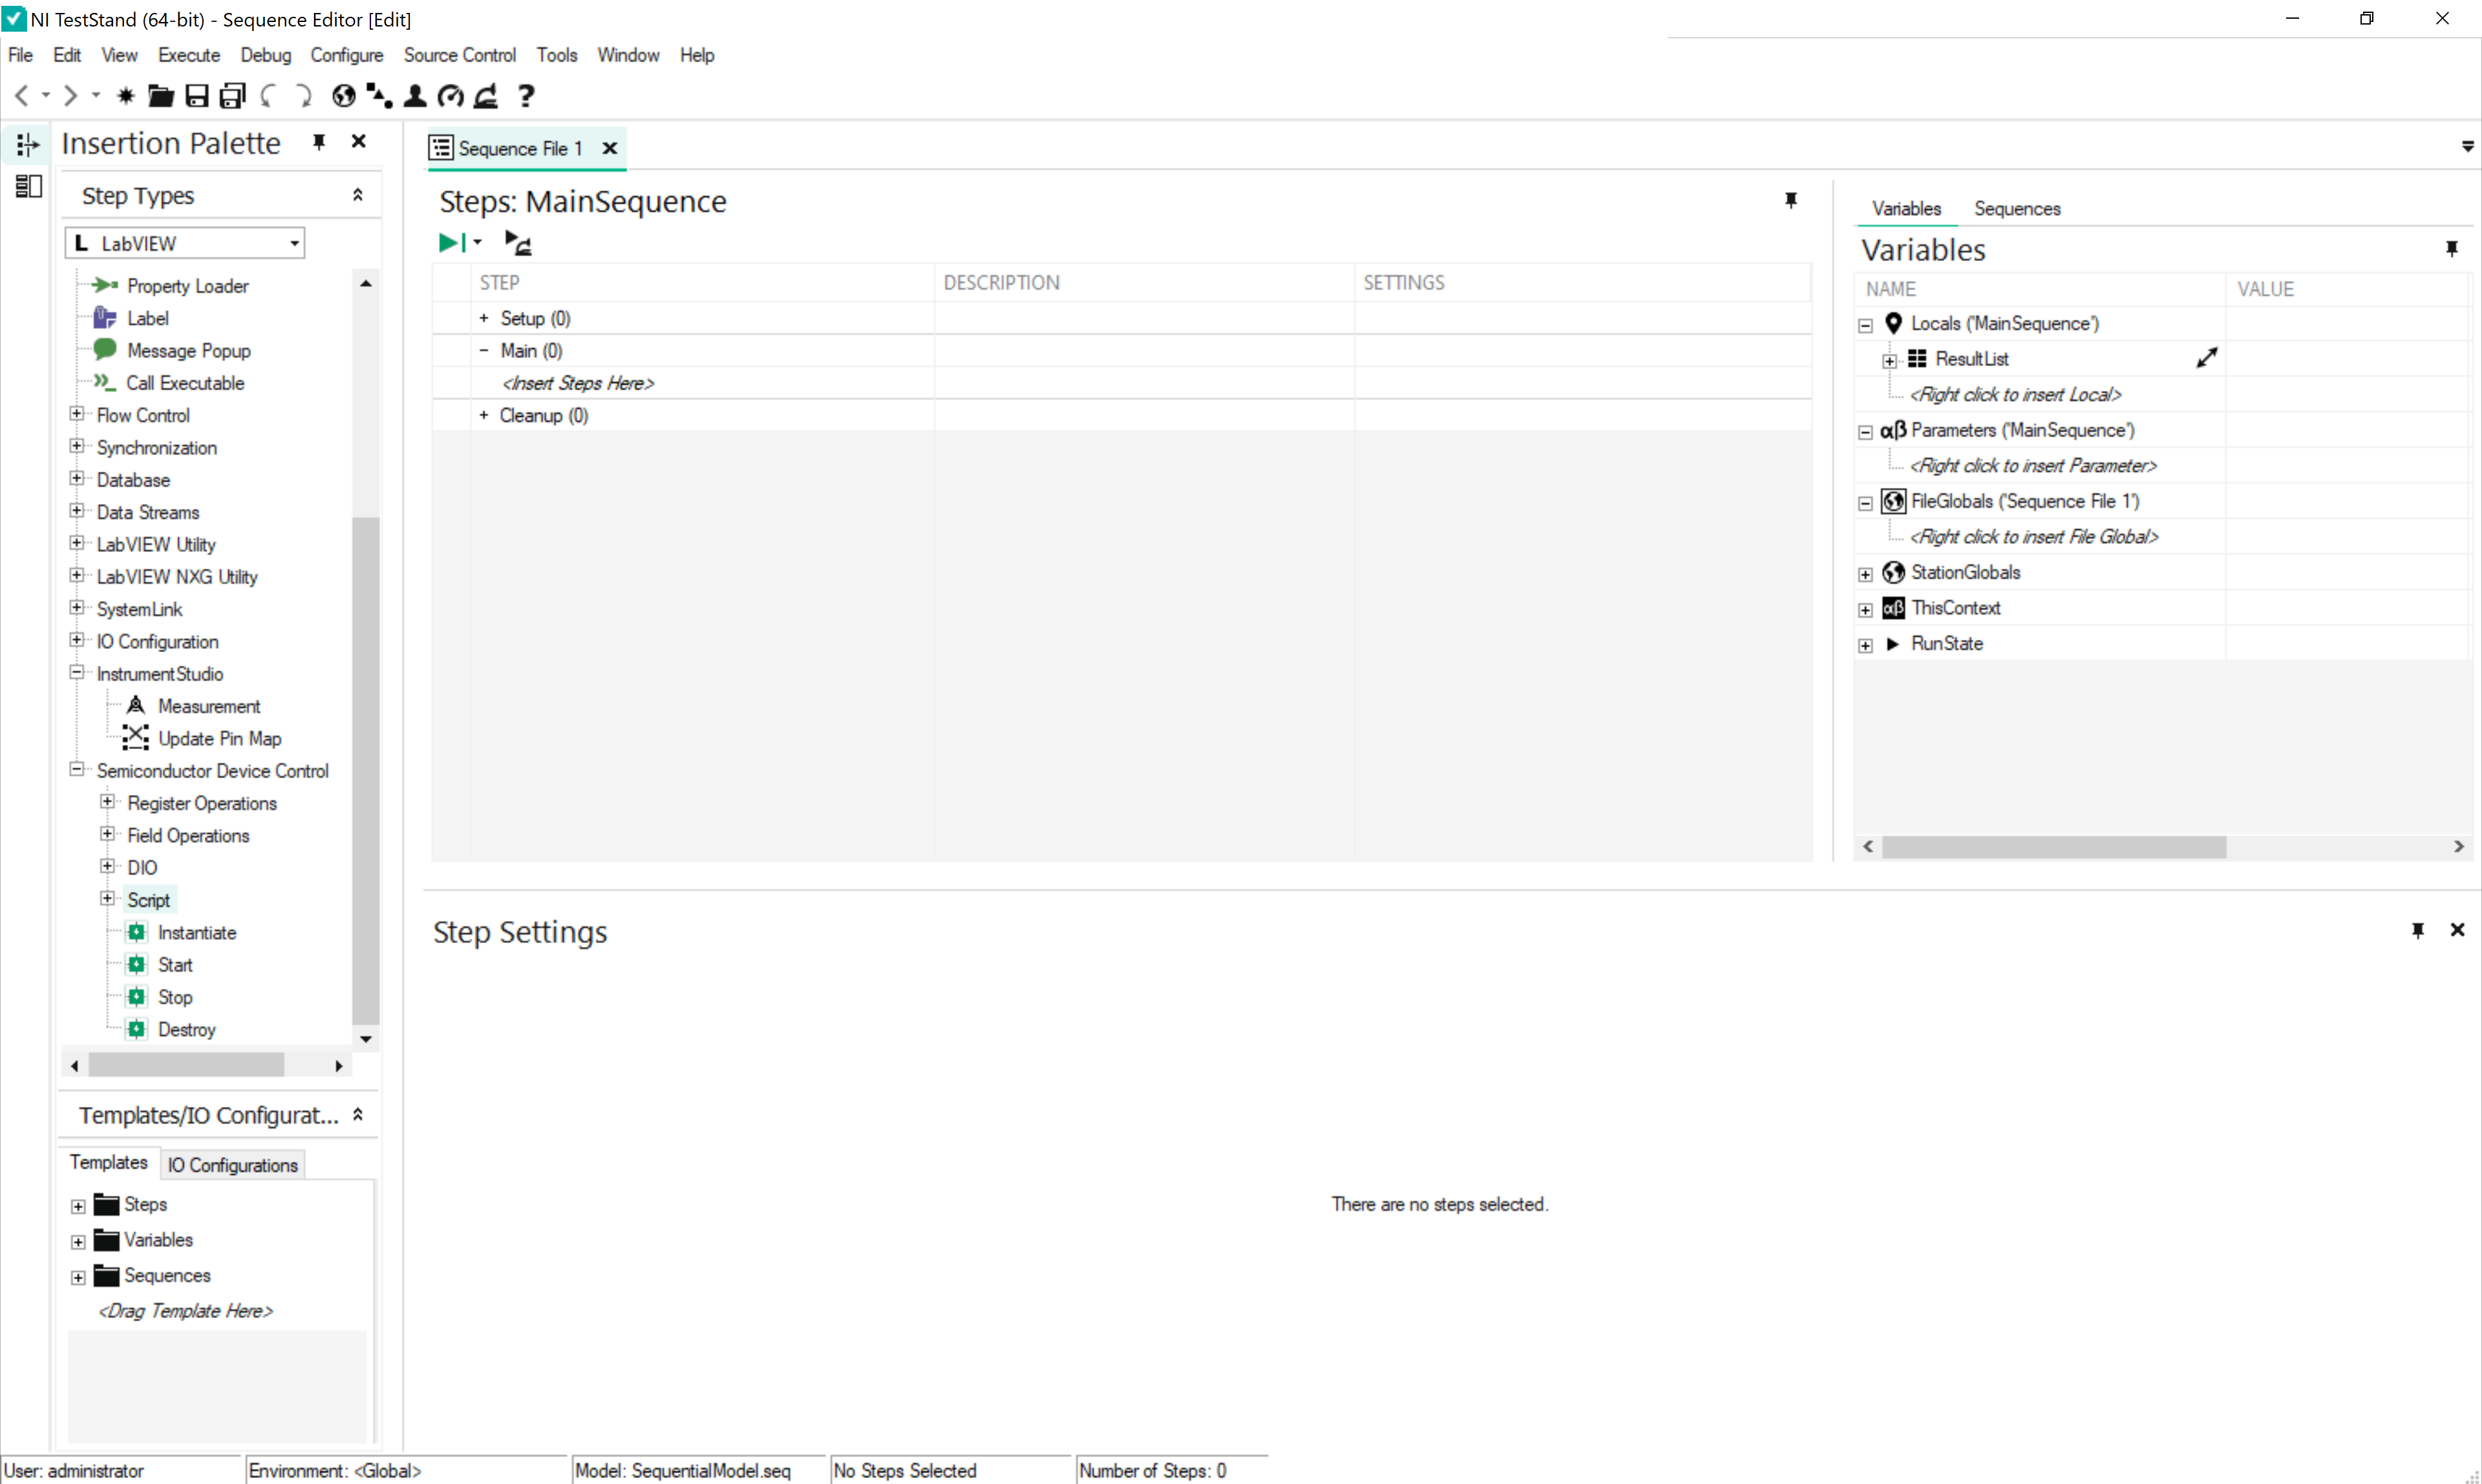 NI TestStand (64-bit) - Sequence Editor [Edit]
File Edit View Execute Debug Configure Source Control Tools Window Help
Insertion Palette
Step Types
L LabVIEW
Property Loader
Label
Message Popup
Call Executable
Flow Control
Synchronization
Database
Data Streams
LabVIEW Utility
LabVIEW NXG Utility
SystemLink
IO Configuration
InstrumentStudio
Measurement
Update Pin Map
Semiconductor Device Control
Register Operations
Field Operations
DIO
Script
Instantiate
Start
Stop
Destroy
Templates/IO Configurat...
Templates IO Configurations
Steps
Variables
Sequences
<Drag Template Here>
Sequence File 1
Steps: MainSequence
STEP DESCRIPTION SETTINGS
+ Setup (0)
− Main (0)
<Insert Steps Here>
+ Cleanup (0)
Variables Sequences
Variables
NAME VALUE
Locals ('MainSequence')
ResultList
<Right click to insert Local>
αβ Parameters ('MainSequence')
<Right click to insert Parameter>
FileGlobals ('Sequence File 1')
<Right click to insert File Global>
StationGlobals
αβ ThisContext
RunState
Step Settings
There are no steps selected.
User: administrator Environment: <Global> Model: SequentialModel.seq No Steps Selected Number of Steps: 0